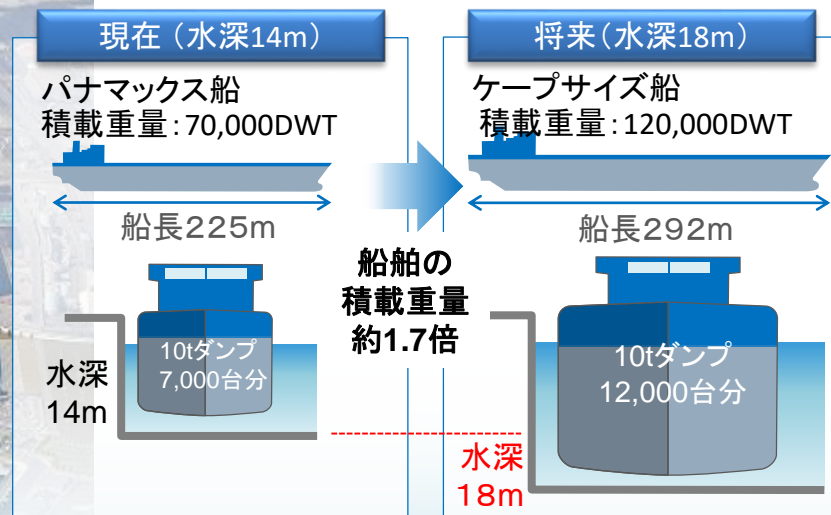 現在（水深14m）
パナマックス船
積載重量：70,000DWT
船長225m
10tダンプ
7,000台分
水深
14m
船舶の
積載重量
約1.7倍
将来（水深18m）
ケープサイズ船
積載重量：120,000DWT
船長292m
10tダンプ
12,000台分
水深
18m